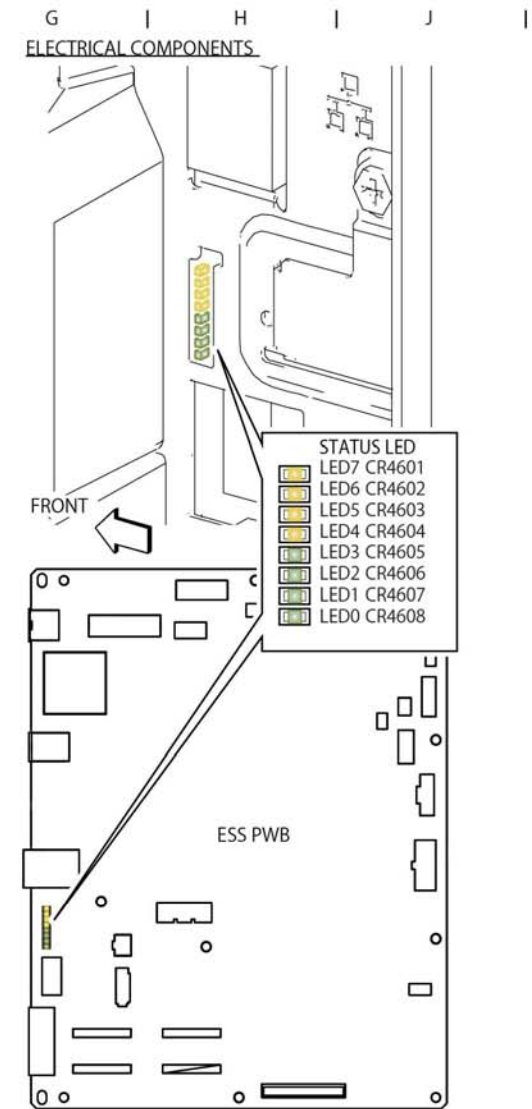 G | H | J |
ELECTRICAL COMPONENTS
STATUS LED
LED7 CR4601
LED6 CR4602
LED5 CR4603
LED4 CR4604
LED3 CR4605
LED2 CR4606
LED1 CR4607
LED0 CR4608
FRONT
ESS PWB